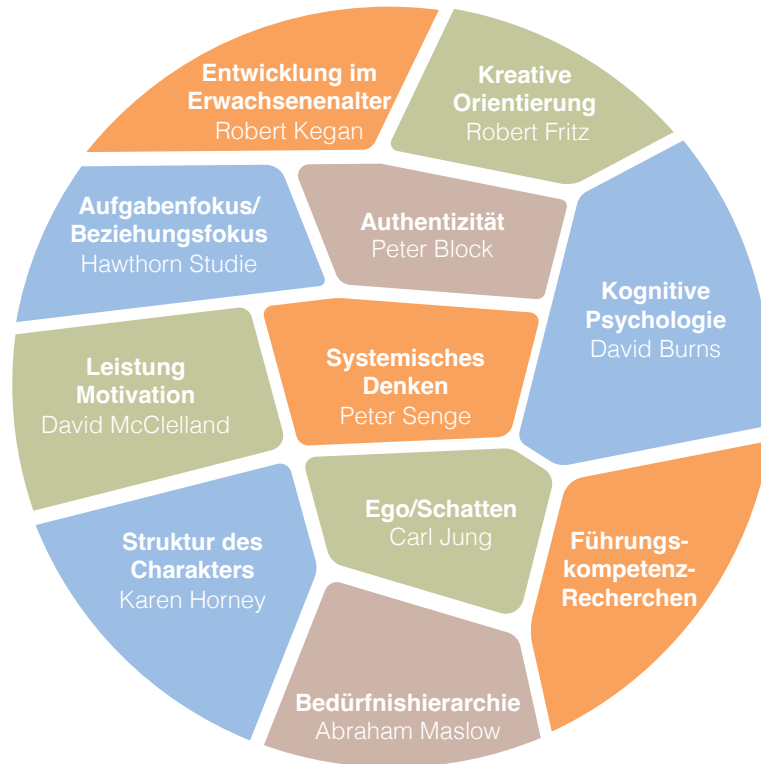 Entwicklung im
Erwachsenenalter
Robert Kegan
Kreative
Orientierung
Robert Fritz
Aufgabenfokus/
Beziehungsfokus
Hawthorn Studie
Authentizität
Peter Block
Kognitive
Psychologie
David Burns
Leistung
Motivation
David McClelland
Systemisches
Denken
Peter Senge
Ego/Schatten
Carl Jung
Struktur des
Charakters
Karen Horney
Führungs-
kompetenz-
Recherchen
Bedürfnishierarchie
Abraham Maslow